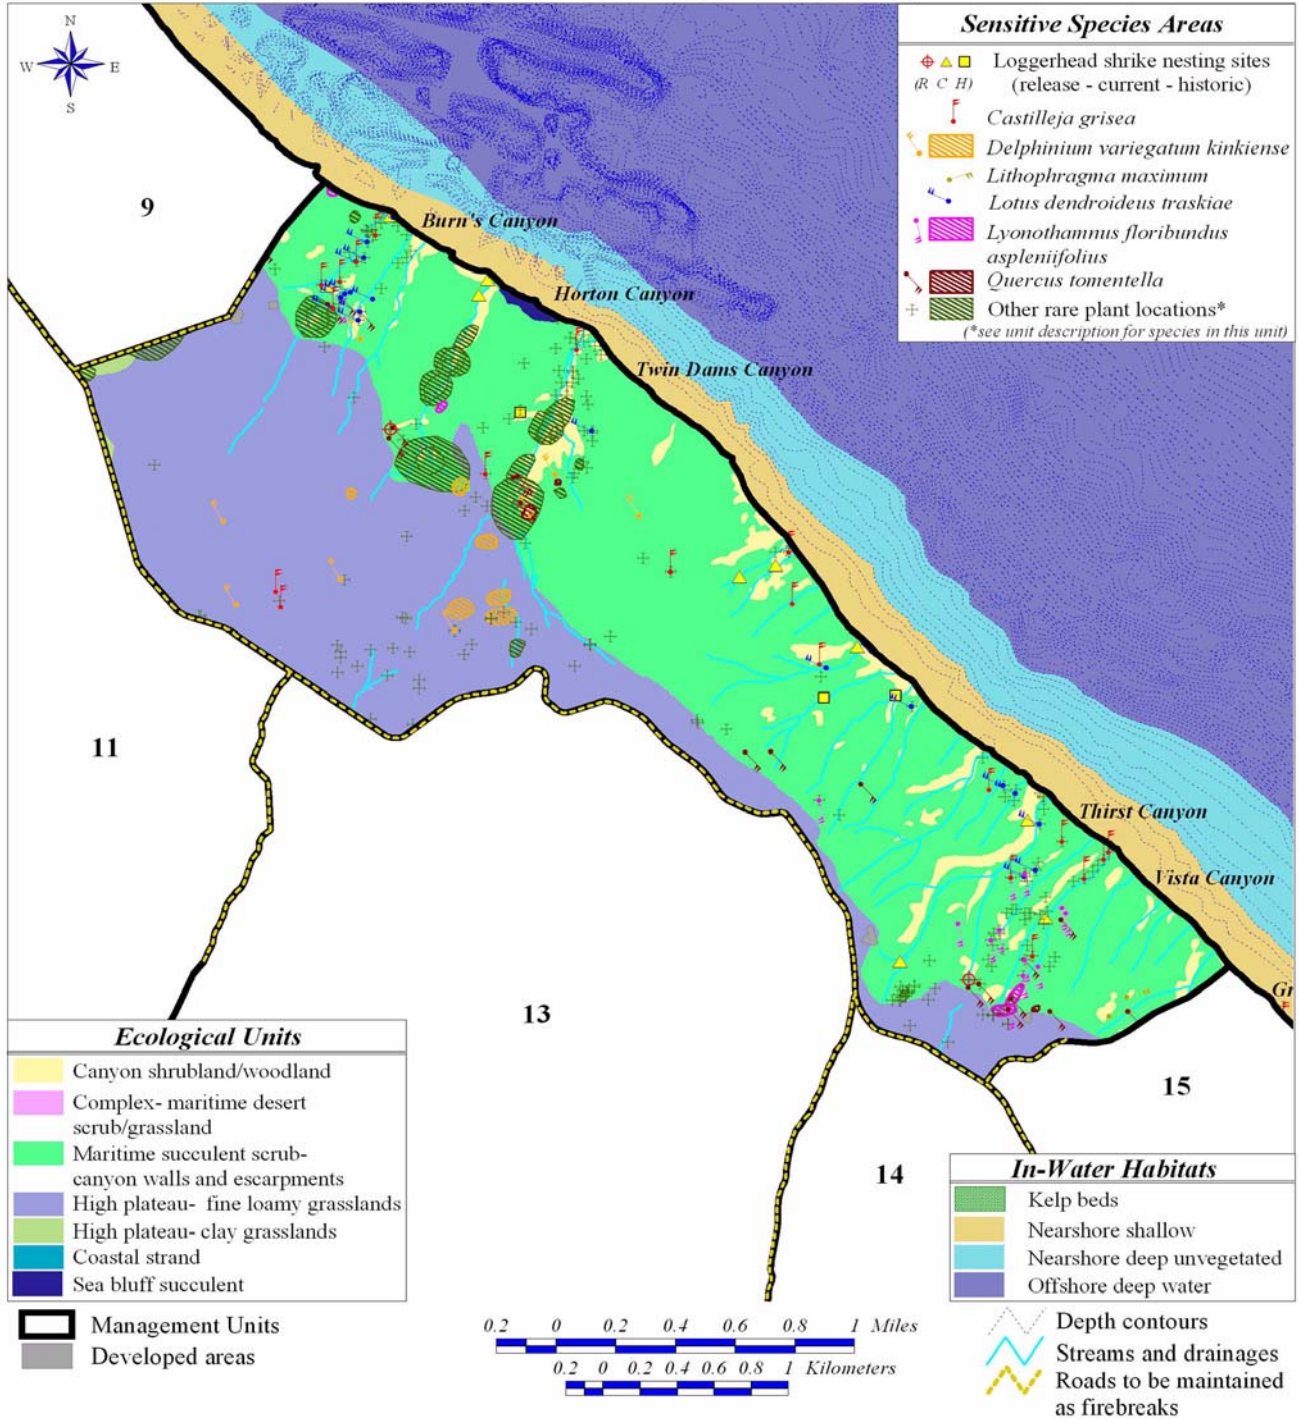 N
W E
S
Sensitive Species Areas
Loggerhead shrike nesting sites
(R C H) (release - current - historic)
Castilleja grisea
Delphinium variegatum kinkiense
Lithophragma maximum
Lotus dendroideus traskiae
Lyonothamnus floribundus
aspleniifolius
Quercus tomentella
Other rare plant locations*
(*see unit description for species in this unit)
9
Burn's Canyon
Horton Canyon
Twin Dams Canyon
11
Thirst Canyon
Vista Canyon
Gr
13
15
14
Ecological Units
Canyon shrubland/woodland
Complex- maritime desert
scrub/grassland
Maritime succulent scrub-
canyon walls and escarpments
High plateau- fine loamy grasslands
High plateau- clay grasslands
Coastal strand
Sea bluff succulent
Management Units
Developed areas
In-Water Habitats
Kelp beds
Nearshore shallow
Nearshore deep unvegetated
Offshore deep water
Depth contours
Streams and drainages
Roads to be maintained
as firebreaks
0.2 0 0.2 0.4 0.6 0.8 1 Miles
0.2 0 0.2 0.4 0.6 0.8 1 Kilometers